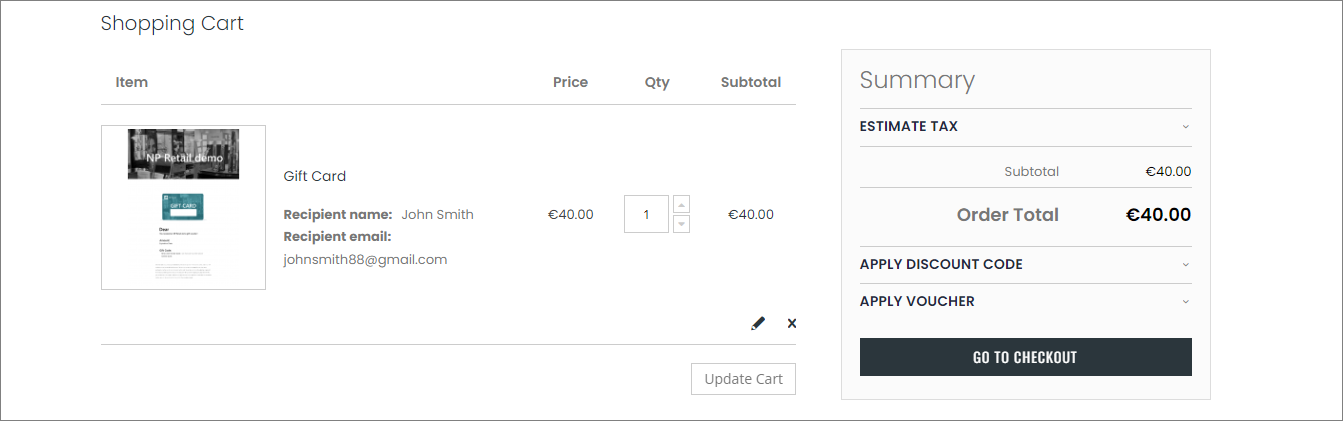 Shopping Cart
Item Price Qty Subtotal
NP Retail demo
GIFT CARD
Dear
Gift Card
Recipient name: John Smith
Recipient email:
johnsmith88@gmail.com
€40.00 1 €40.00
Update Cart
Summary
ESTIMATE TAX
Subtotal €40.00
Order Total €40.00
APPLY DISCOUNT CODE
APPLY VOUCHER
GO TO CHECKOUT